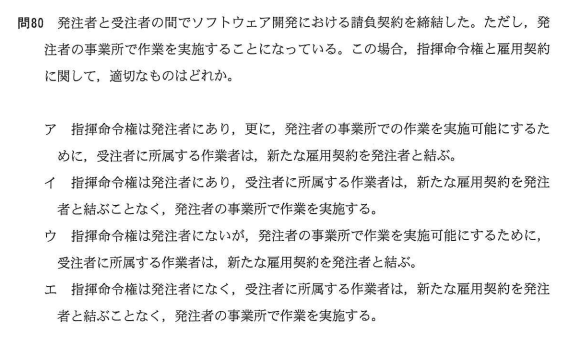 問80 発注者と受注者の間でソフトウェア開発における請負契約を締結した。ただし，発
注者の事業所で作業を実施することになっている。この場合，指揮命令権と雇用契約
に関して，適切なものはどれか。
ア 指揮命令権は発注者にあり，更に，発注者の事業所での作業を実施可能にするた
めに，受注者に所属する作業者は，新たな雇用契約を発注者と結ぶ。
イ 指揮命令権は発注者にあり，受注者に所属する作業者は，新たな雇用契約を発注
者と結ぶことなく，発注者の事業所で作業を実施する。
ウ 指揮命令権は発注者にないが，発注者の事業所で作業を実施可能にするために，
受注者に所属する作業者は，新たな雇用契約を発注者と結ぶ。
エ 指揮命令権は発注者になく，受注者に所属する作業者は，新たな雇用契約を発注
者と結ぶことなく，発注者の事業所で作業を実施する。